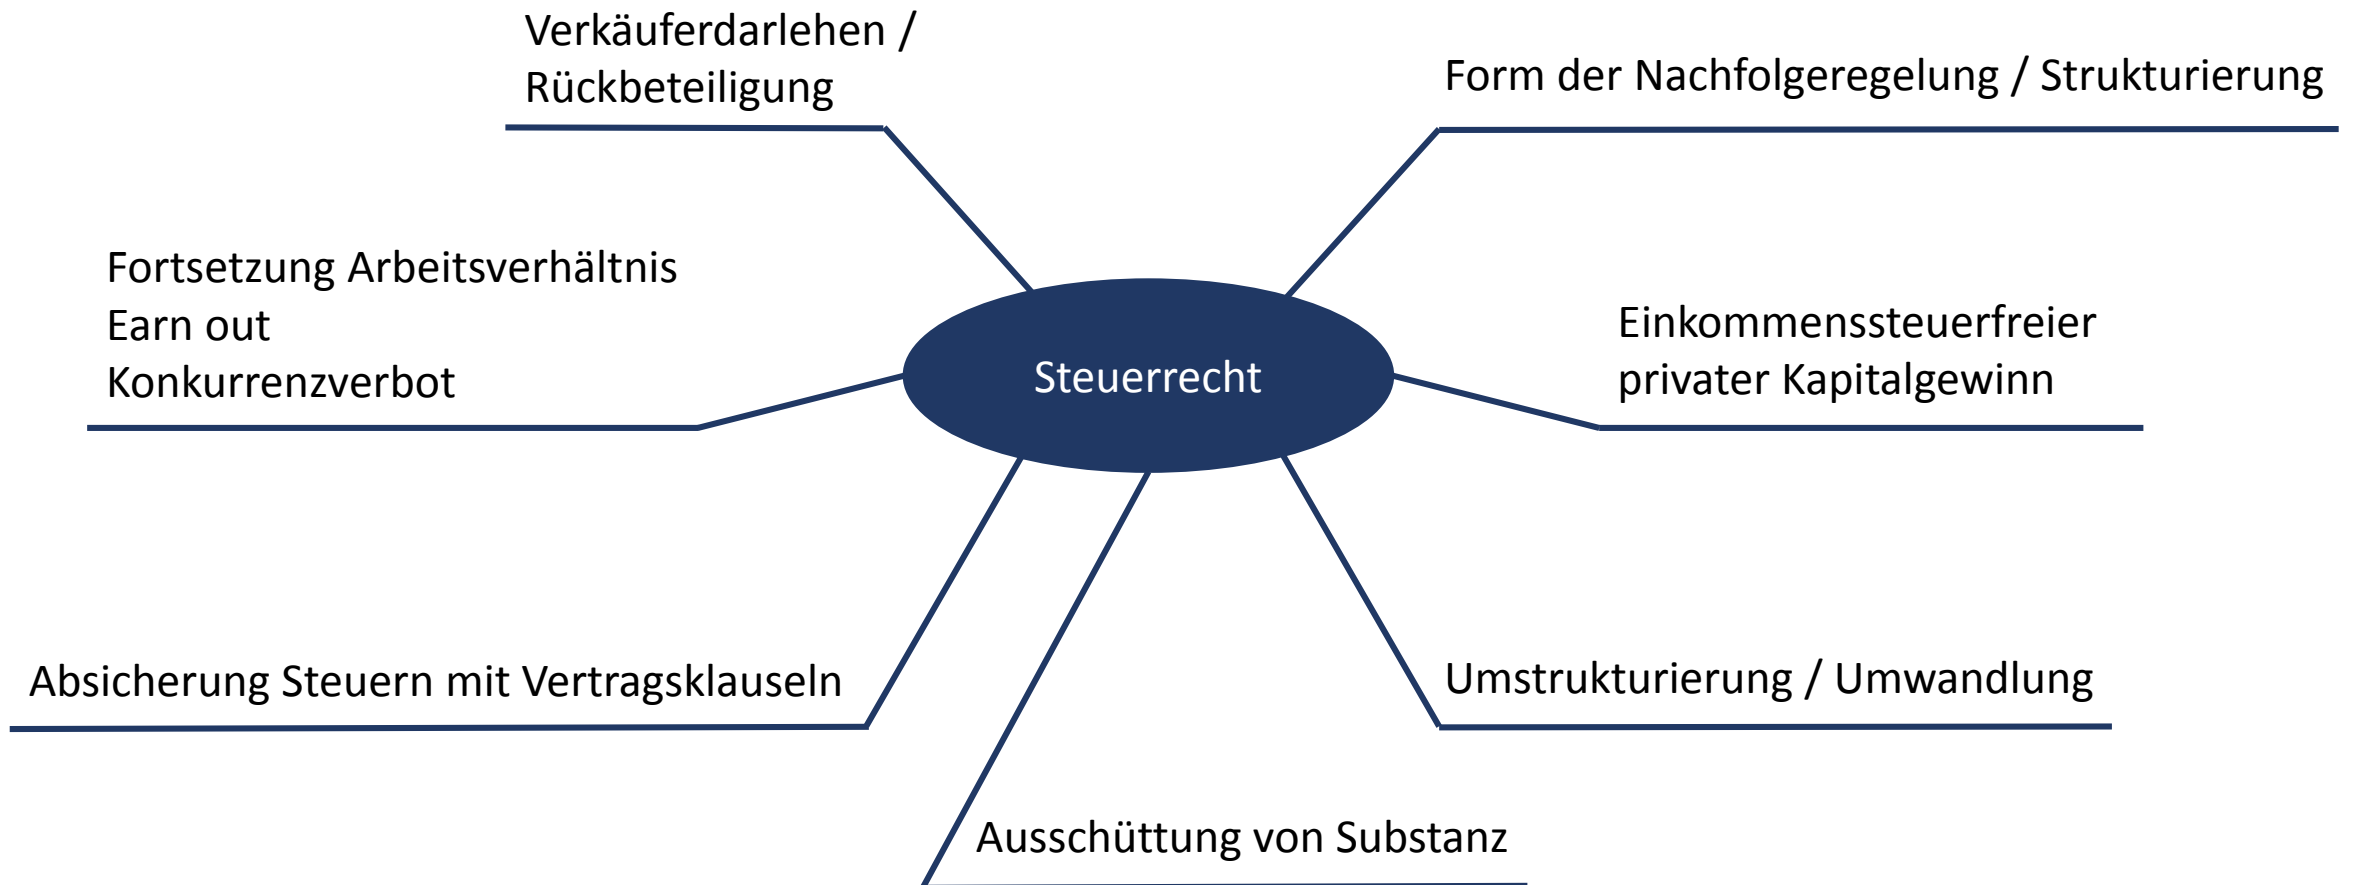 Verkäuferdarlehen /
Rückbeteiligung
Form der Nachfolgeregelung / Strukturierung
Fortsetzung Arbeitsverhältnis
Earn out
Konkurrenzverbot
Steuerrecht
Einkommenssteuerfreier
privater Kapitalgewinn
Absicherung Steuern mit Vertragsklauseln
Umstrukturierung / Umwandlung
Ausschüttung von Substanz